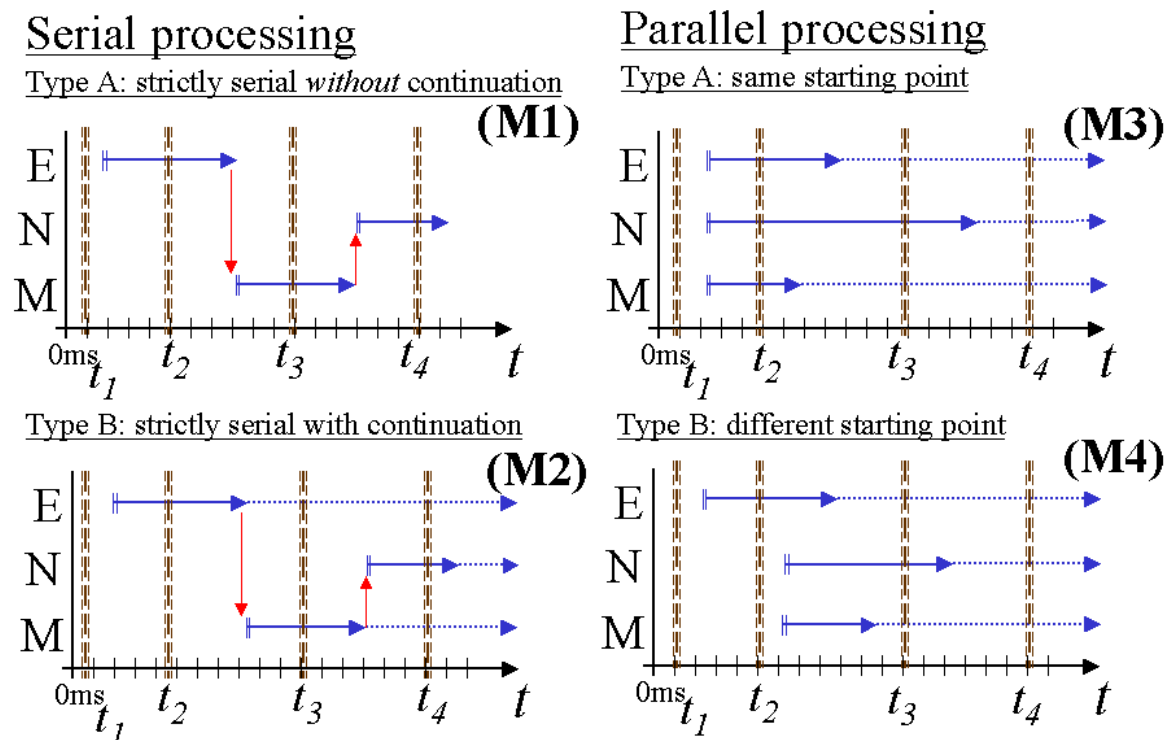 Serial processing
Type A: strictly serial without continuation
(M1)
E
N
M
0ms
t1
t2
t3
t4
t
Type B: strictly serial with continuation
(M2)
E
N
M
0ms
t1
t2
t3
t4
t
Parallel processing
Type A: same starting point
(M3)
E
N
M
0ms
t1
t2
t3
t4
t
Type B: different starting point
(M4)
E
N
M
0ms
t1
t2
t3
t4
t